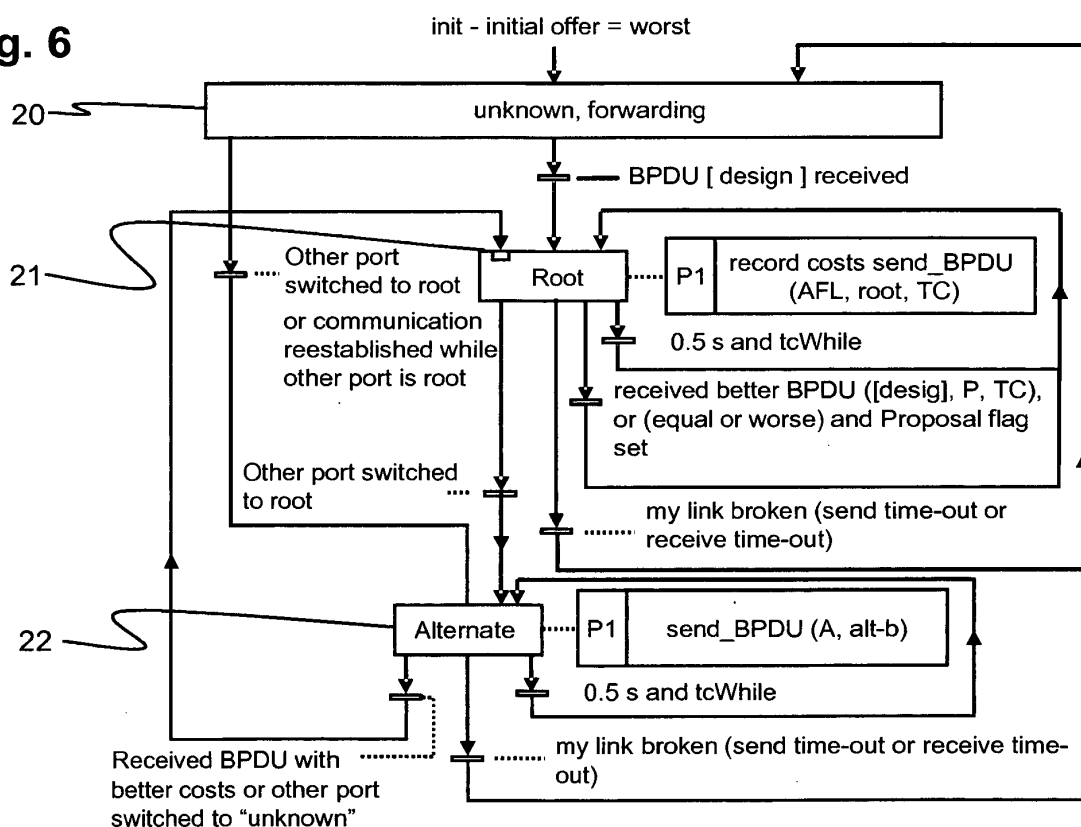 g. 6
init - initial offer = worst
20
unknown, forwarding
BPDU [ design ] received
21
Other port
switched to root
or communication
reestablished while
other port is root
Root
P1
record costs send_BPDU
(AFL, root, TC)
0.5 s and tcWhile
received better BPDU ([desig], P, TC),
or (equal or worse) and Proposal flag
set
Other port switched
to root
my link broken (send time-out or
receive time-out)
22
Alternate
P1
send_BPDU (A, alt-b)
0.5 s and tcWhile
Received BPDU with
better costs or other port
switched to “unknown”
my link broken (send time-out or receive time-
out)